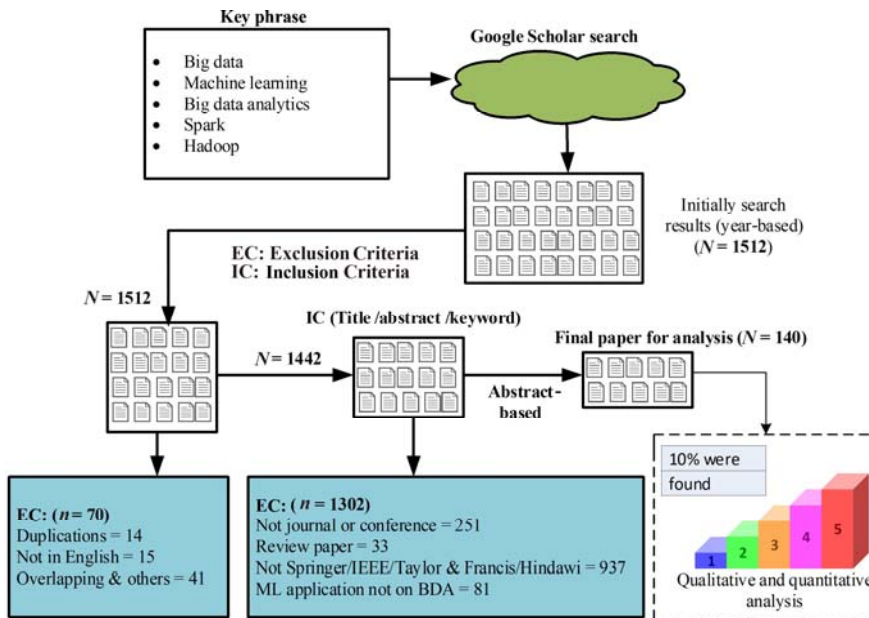 Key phrase
• Big data
• Machine learning
• Big data analytics
• Spark
• Hadoop
Google Scholar search
Initially search
results (year-based)
(N = 1512)
EC: Exclusion Criteria
IC: Inclusion Criteria
N = 1512
IC (Title /abstract /keyword)
N = 1442
Final paper for analysis (N = 140)
Abstract-
based
EC: (n = 70)
Duplications = 14
Not in English = 15
Overlapping & others = 41
EC: ( n = 1302)
Not journal or conference = 251
Review paper = 33
Not Springer/IEEE/Taylor & Francis/Hindawi = 937
ML application not on BDA = 81
10% were
found
1 2 3 4 5
Qualitative and quantitative
analysis